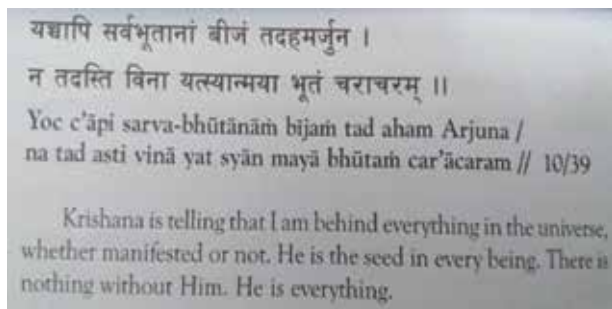 यच्चापि सर्वभूतानां बीजं तदहमर्जुन ।
न तदस्ति विना यत्स्यान्मया भूतं चराचरम् ॥
Yoc c'āpi sarva-bhūtānāṁ bījaṁ tad aham Arjuna /
na tad asti vinā yat syān mayā bhūtaṁ car'ācaram // 10/39
Krishana is telling that I am behind everything in the universe,
whether manifested or not. He is the seed in every being. There is
nothing without Him. He is everything.